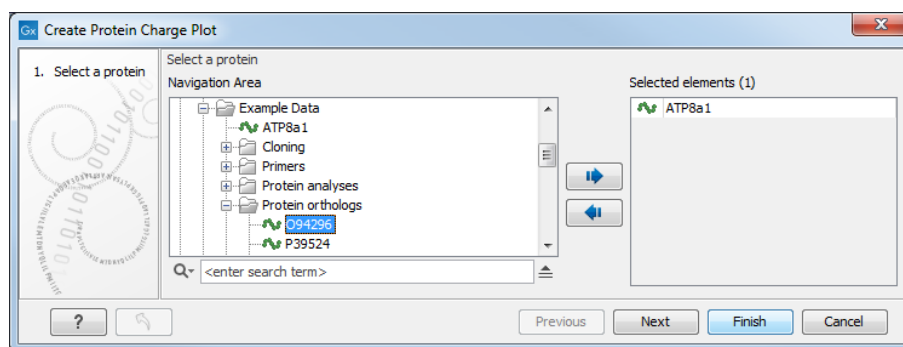 Gx Create Protein Charge Plot
1. Select a protein
Select a protein
Navigation Area
Example Data
ATP8a1
Cloning
Primers
Protein analyses
Protein orthologs
O94296
P39524
<enter search term>
Selected elements (1)
ATP8a1
?
Previous
Next
Finish
Cancel